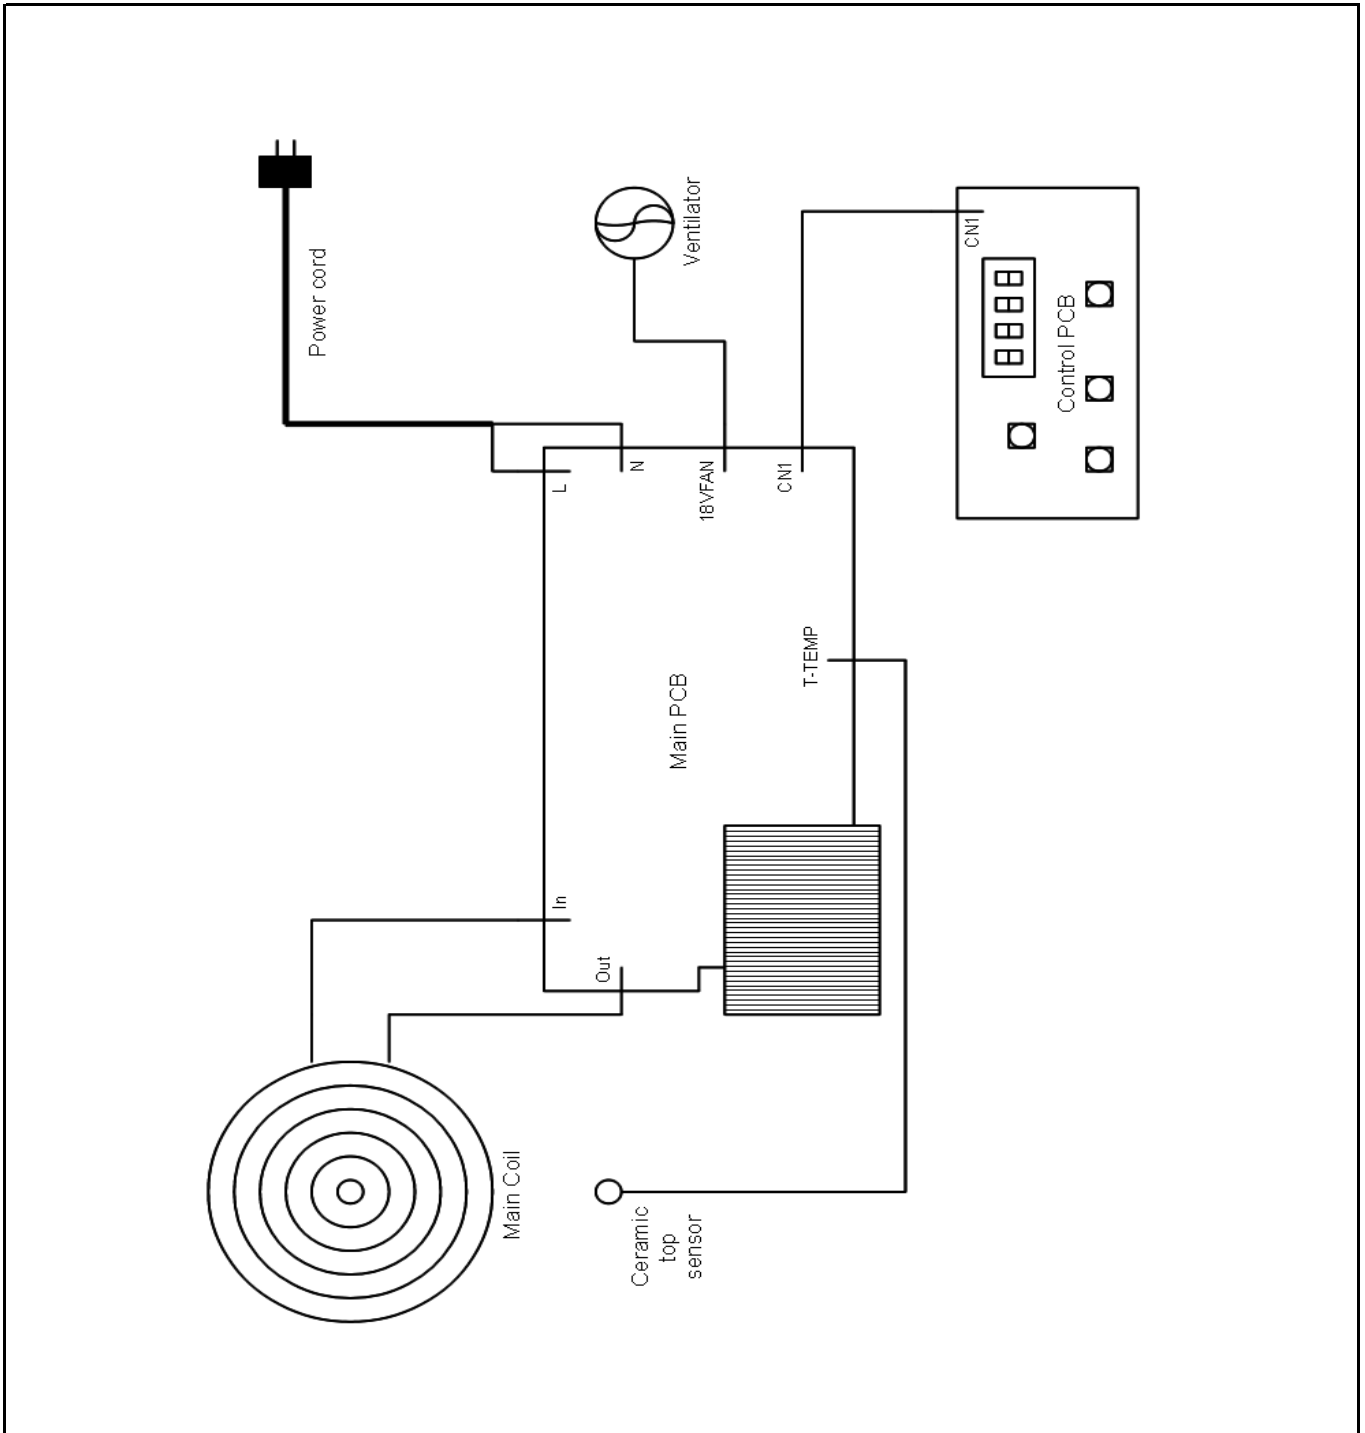 Power cord
Ventilator
CN1
Control PCB
L
N
18VFAN
CN1
T-TEMP
Main PCB
In
Out
Main Coil
Ceramic
top
sensor